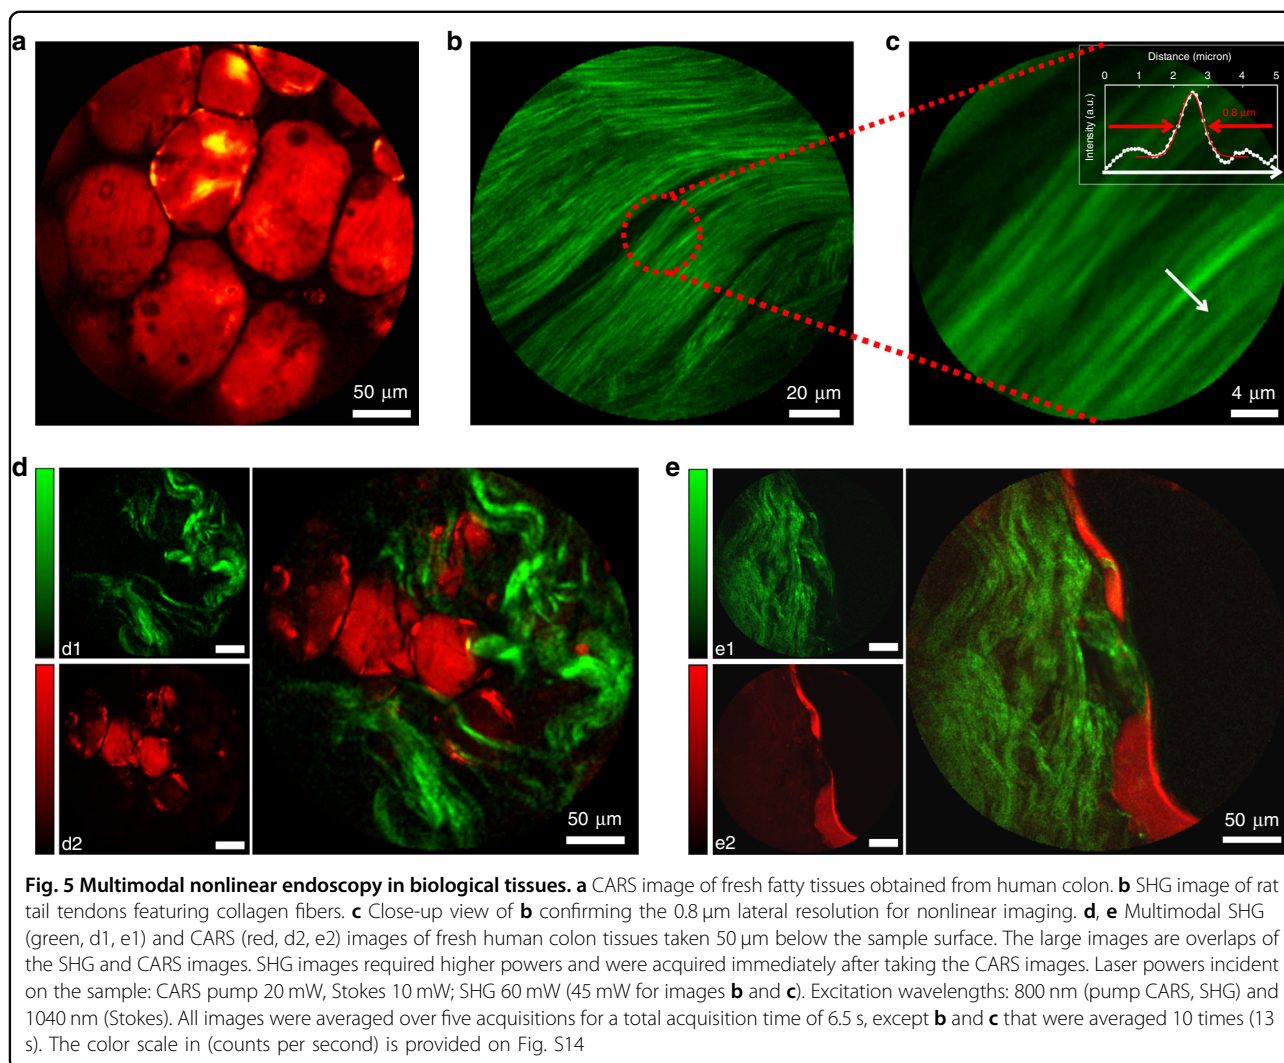 a
b
c
Distance (micron)
0 1 2 3 4 5
Intensity (a.u.)
0.8 μm
50 μm
20 μm
4 μm
d
e
d1
d2
50 μm
e1
e2
50 μm
Fig. 5 Multimodal nonlinear endoscopy in biological tissues. a CARS image of fresh fatty tissues obtained from human colon. b SHG image of rat
tail tendons featuring collagen fibers. c Close-up view of b confirming the 0.8 μm lateral resolution for nonlinear imaging. d, e Multimodal SHG
(green, d1, e1) and CARS (red, d2, e2) images of fresh human colon tissues taken 50 μm below the sample surface. The large images are overlaps of
the SHG and CARS images. SHG images required higher powers and were acquired immediately after taking the CARS images. Laser powers incident
on the sample: CARS pump 20 mW, Stokes 10 mW; SHG 60 mW (45 mW for images b and c). Excitation wavelengths: 800 nm (pump CARS, SHG) and
1040 nm (Stokes). All images were averaged over five acquisitions for a total acquisition time of 6.5 s, except b and c that were averaged 10 times (13
s). The color scale in (counts per second) is provided on Fig. S14